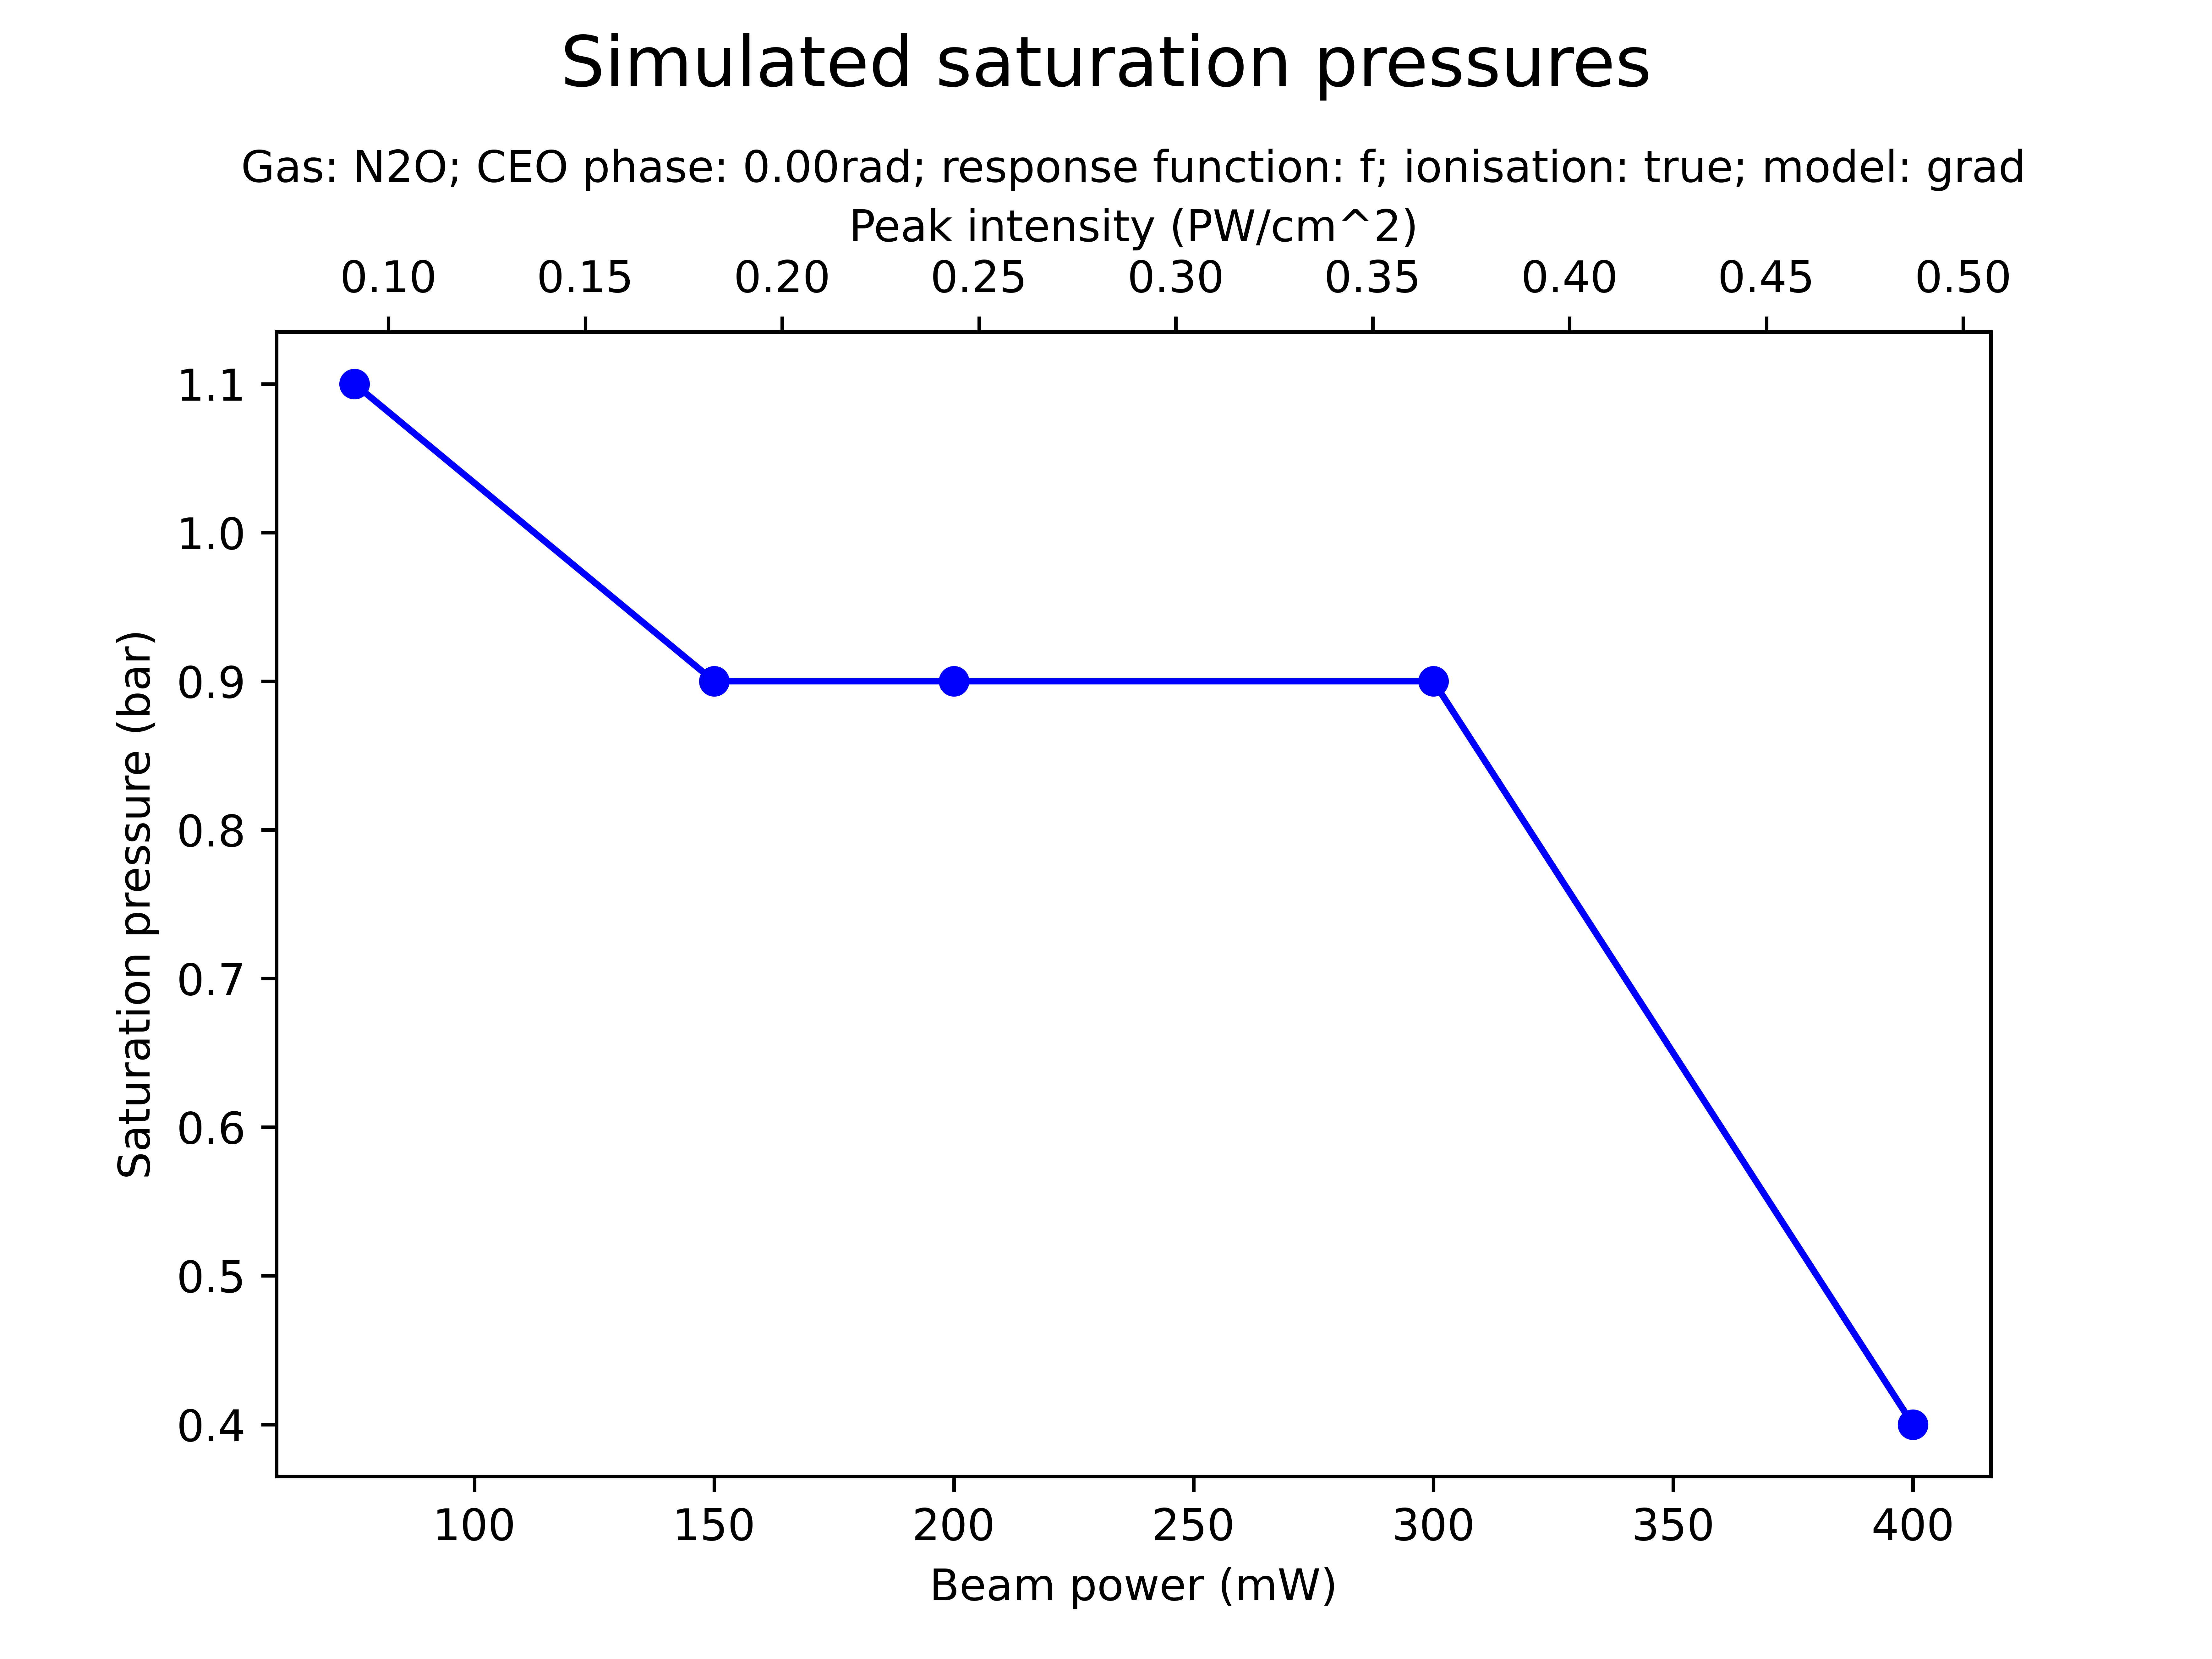 Simulated saturation pressures
Gas: N2O; CEO phase: 0.00rad; response function: f; ionisation: true; model: grad
Peak intensity (PW/cm^2)
0.10 0.15 0.20 0.25 0.30 0.35 0.40 0.45 0.50
Saturation pressure (bar)
1.1
1.0
0.9
0.8
0.7
0.6
0.5
0.4
100 150 200 250 300 350 400
Beam power (mW)